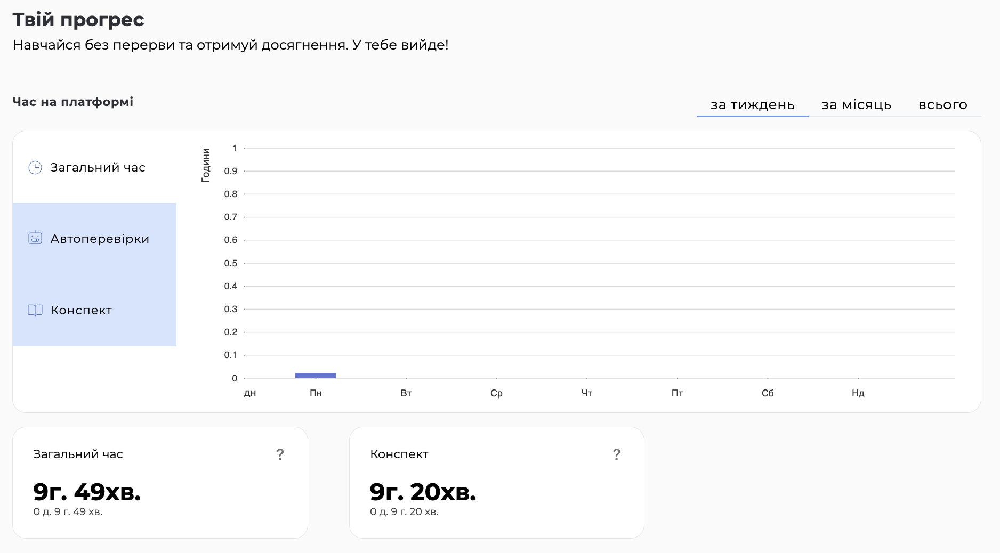 Твій прогрес
Навчайся без перерви та отримуй досягнення. У тебе вийде!
Час на платформі
за тиждень
за місяць
всього
Загальний час
Автоперевірки
Конспект
Години
1
0.9
0.8
0.7
0.6
0.5
0.4
0.3
0.2
0.1
0
дн
Пн
Вт
Ср
Чт
Пт
Сб
Нд
Загальний час
?
9г. 49хв.
0 д. 9 г. 49 хв.
Конспект
?
9г. 20хв.
0 д. 9 г. 20 хв.